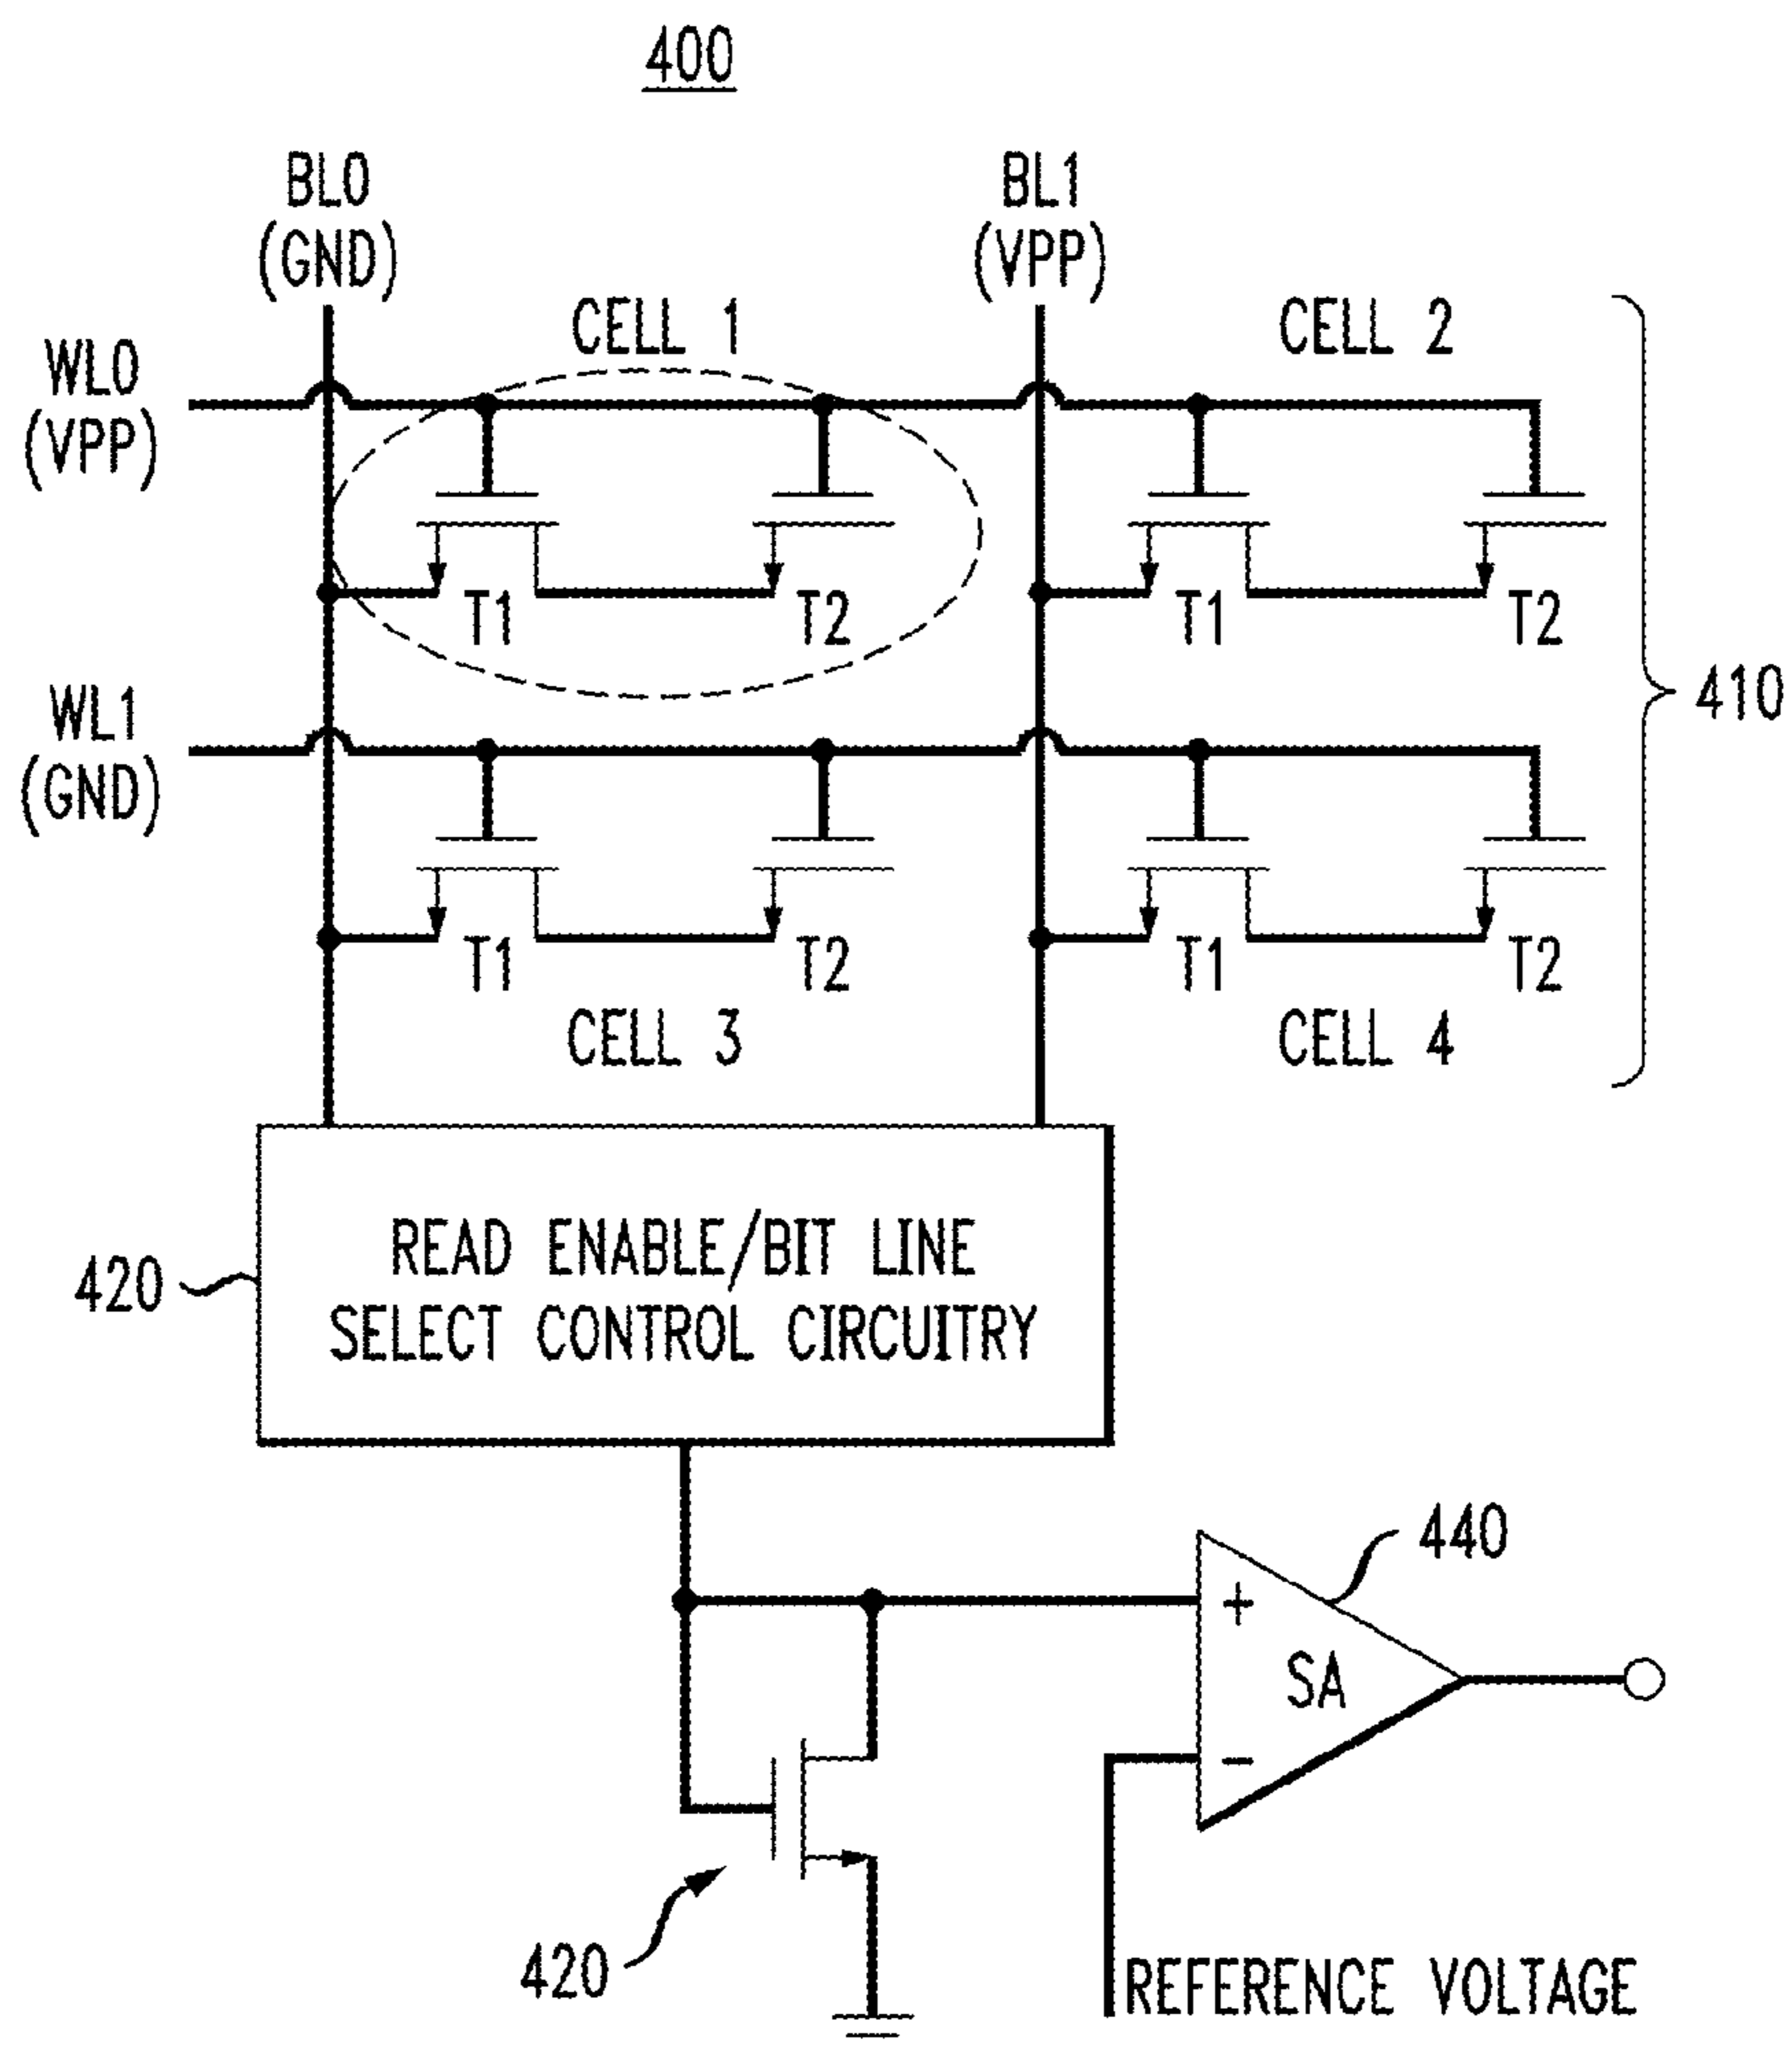 400
BL0
(GND)
BL1
(VPP)
CELL 1
CELL 2
WL0
(VPP)
T1
T2
T1
T2
410
WL1
(GND)
T1
T2
T1
T2
CELL 3
CELL 4
420
READ ENABLE/BIT LINE
SELECT CONTROL CIRCUITRY
440
+
SA
−
420
REFERENCE VOLTAGE